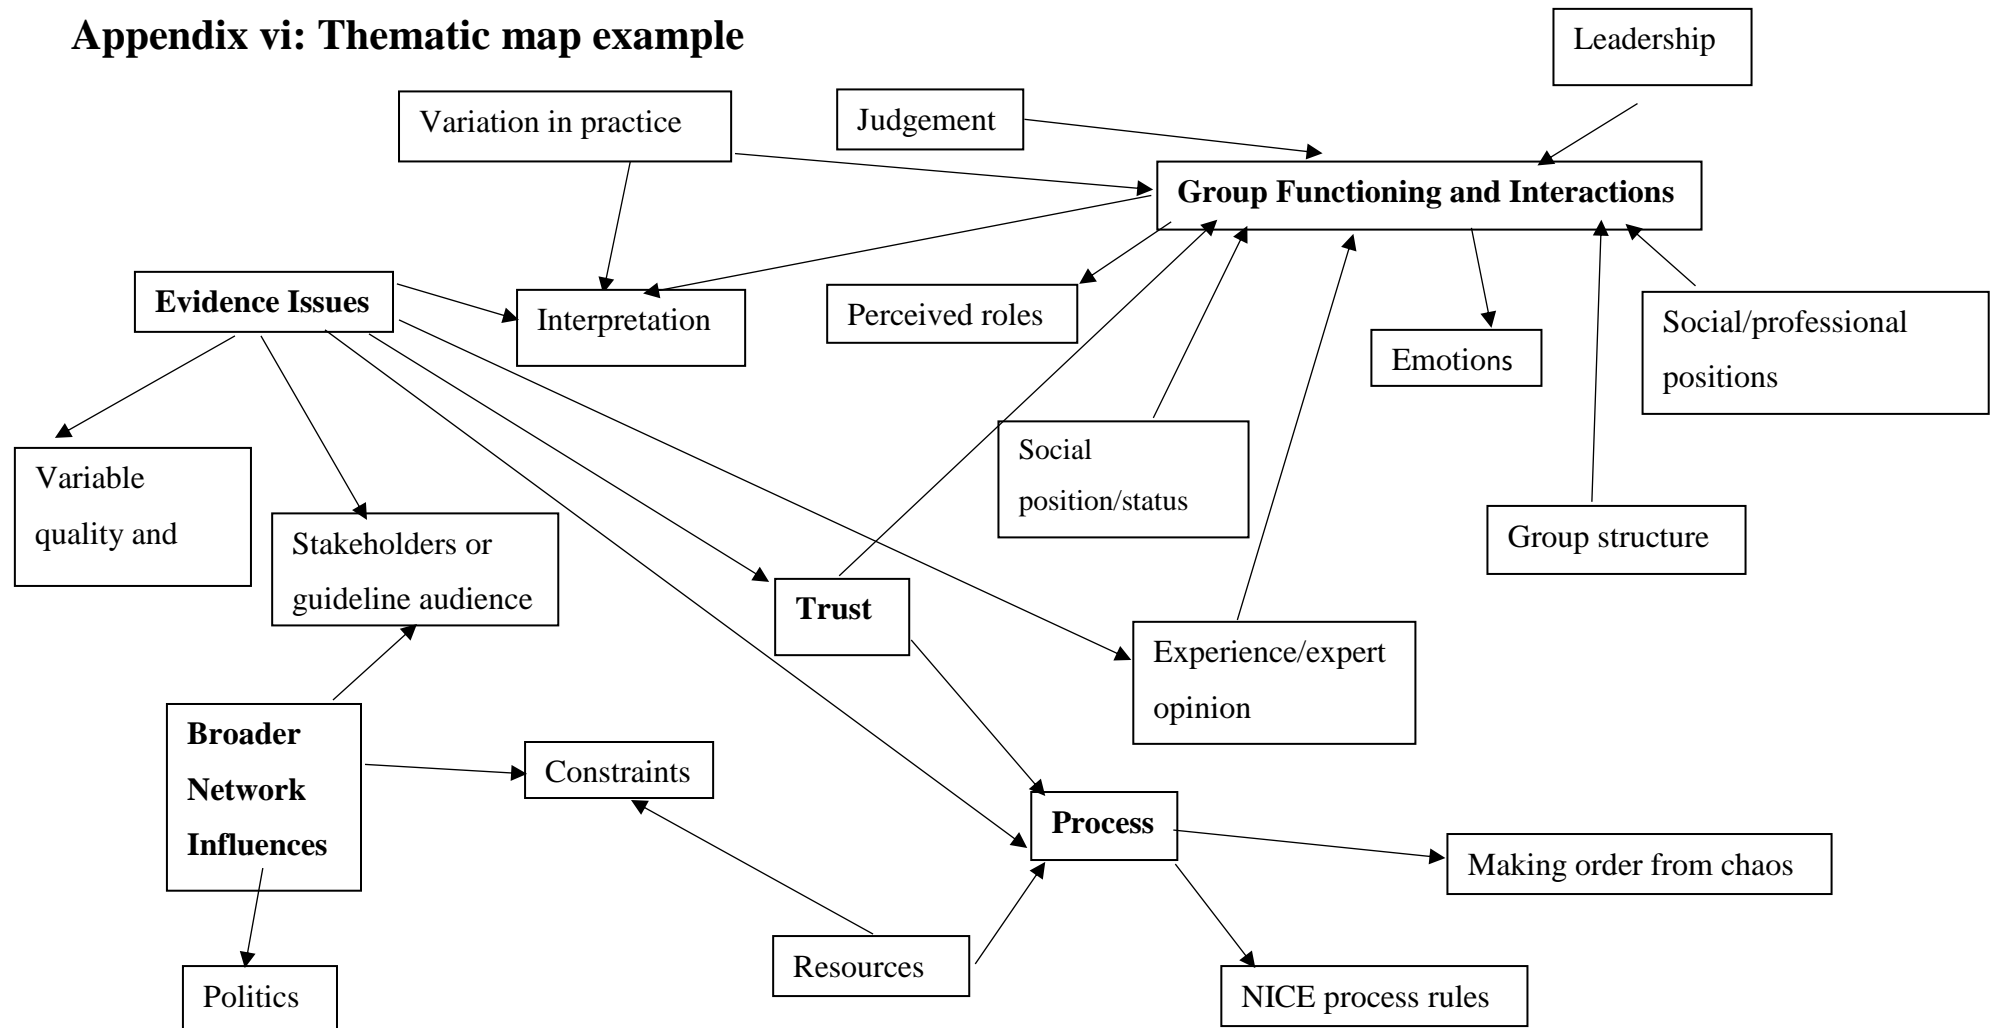 Appendix vi: Thematic map example
Leadership
Variation in practice
Judgement
Group Functioning and Interactions
Evidence Issues
Interpretation
Perceived roles
Emotions
Social/professional
positions
Variable
quality and
Stakeholders or
guideline audience
Social
position/status
Group structure
Trust
Experience/expert
opinion
Broader
Network
Influences
Constraints
Process
Making order from chaos
Resources
Politics
NICE process rules